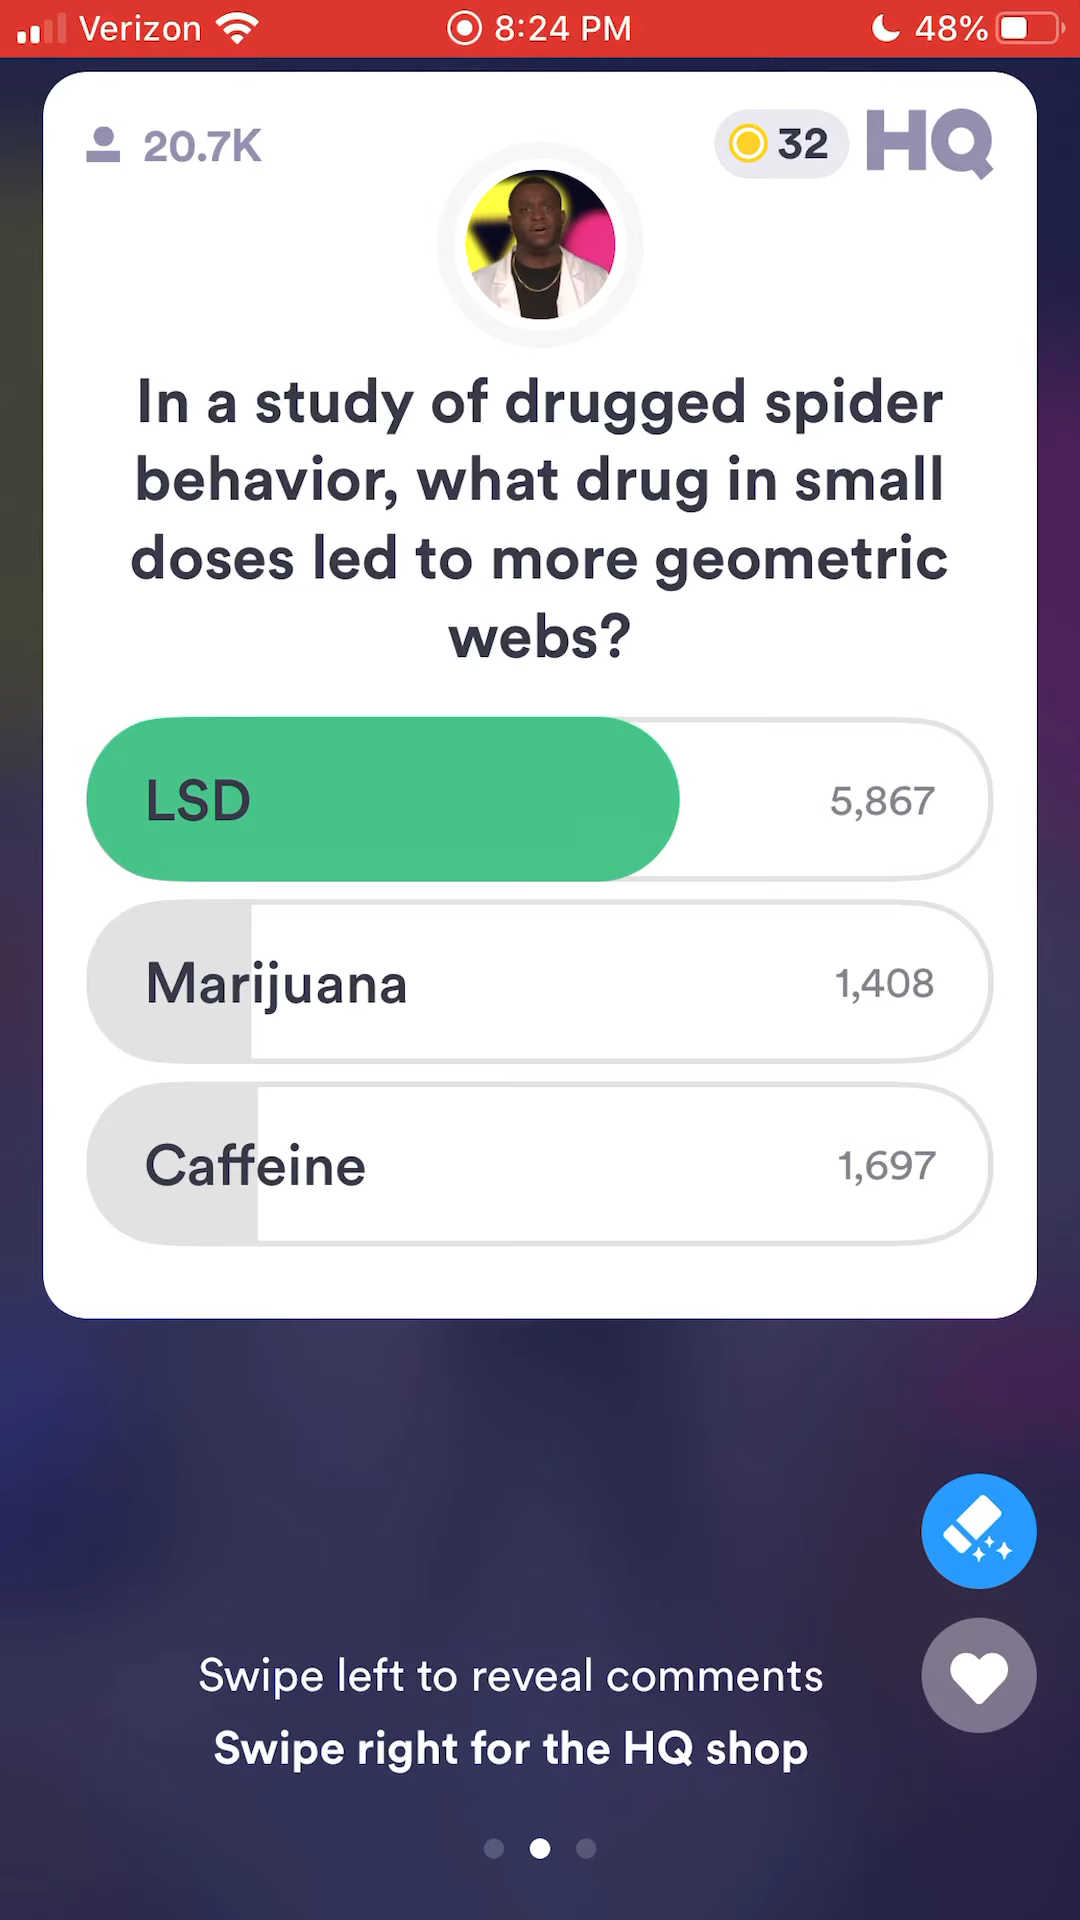 Verizon 8:24 PM 48%
20.7K 32 HQ
In a study of drugged spider
behavior, what drug in small
doses led to more geometric
webs?
LSD 5,867
Marijuana 1,408
Caffeine 1,697
Swipe left to reveal comments
Swipe right for the HQ shop